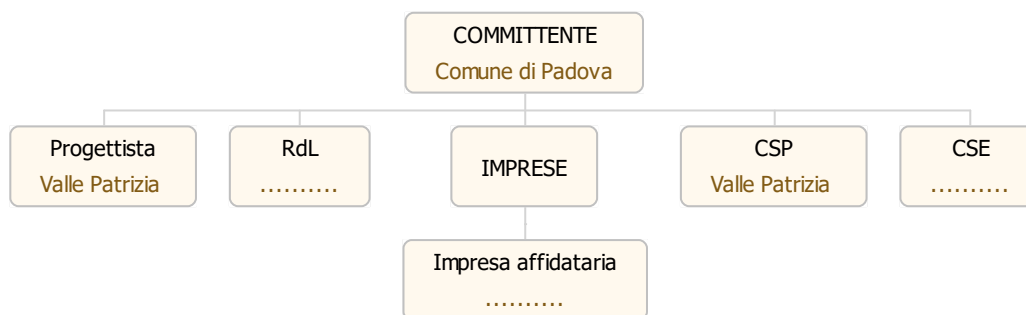 COMMITTENTE
Comune di Padova
Progettista
Valle Patrizia
RdL
..........
IMPRESE
CSP
Valle Patrizia
CSE
..........
Impresa affidataria
..........